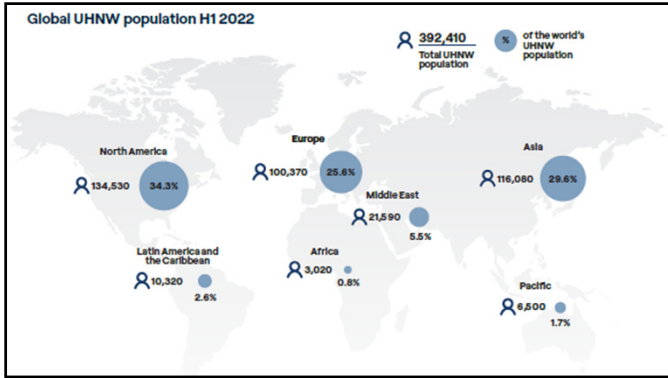 Global UHNW population H1 2022
392,410
Total UHNW
population
%
of the world's
UHNW
population
North America
134,530
34.3%
Europe
100,370
25.6%
Asia
116,080
29.6%
Middle East
21,590
5.5%
Latin America and
the Caribbean
10,320
2.6%
Africa
3,020
0.8%
Pacific
6,500
1.7%